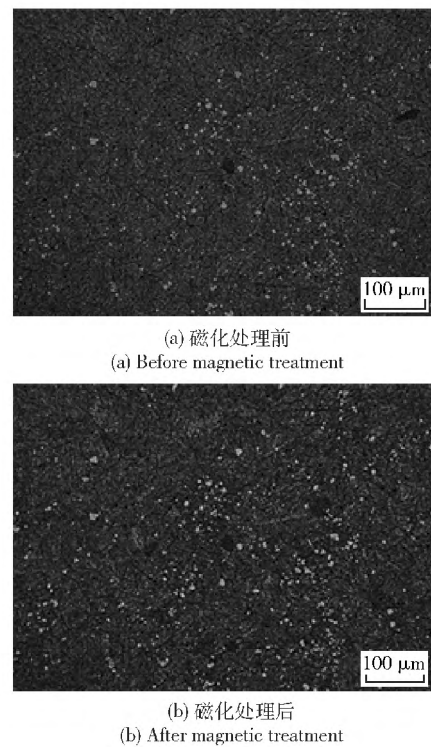 100 μm
(a) 磁化处理前
(a) Before magnetic treatment
100 μm
(b) 磁化处理后
(b) After magnetic treatment